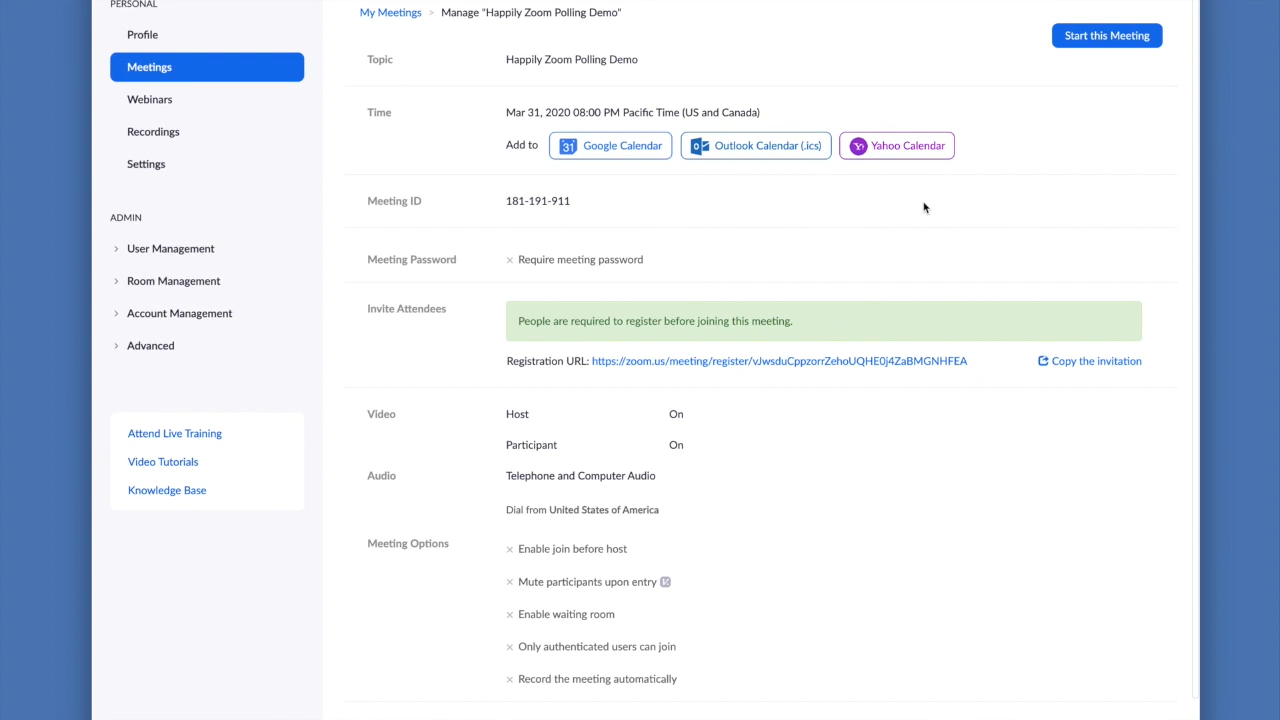 PERSONAL
Profile
Meetings
Webinars
Recordings
Settings
ADMIN
User Management
Room Management
Account Management
Advanced
Attend Live Training
Video Tutorials
Knowledge Base
My Meetings > Manage "Happily Zoom Polling Demo"
Start this Meeting
Topic Happily Zoom Polling Demo
Time Mar 31, 2020 08:00 PM Pacific Time (US and Canada)
Add to 31 Google Calendar Outlook Calendar (.ics) Yahoo Calendar
Meeting ID 181-191-911
Meeting Password × Require meeting password
Invite Attendees People are required to register before joining this meeting.
Registration URL: https://zoom.us/meeting/register/vJwsduCppzorrZehoUQHE0j4ZaBMGNHFEA Copy the invitation
Video Host On
Participant On
Audio Telephone and Computer Audio
Dial from United States of America
Meeting Options × Enable join before host
× Mute participants upon entry
× Enable waiting room
× Only authenticated users can join
× Record the meeting automatically